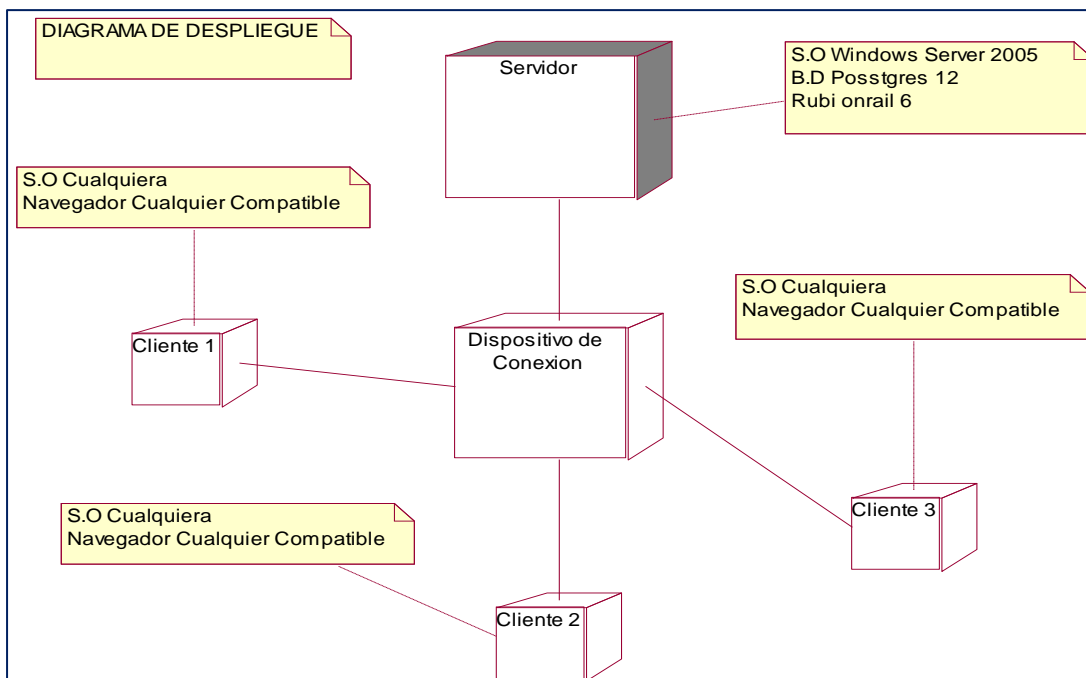 DIAGRAMA DE DESPLIEGUE
Servidor
S.O Windows Server 2005
B.D Posstgres 12
Rubi onrail 6
S.O Cualquiera
Navegador Cualquier Compatible
S.O Cualquiera
Navegador Cualquier Compatible
Cliente 1
Dispositivo de
Conexion
S.O Cualquiera
Navegador Cualquier Compatible
Cliente 3
Cliente 2